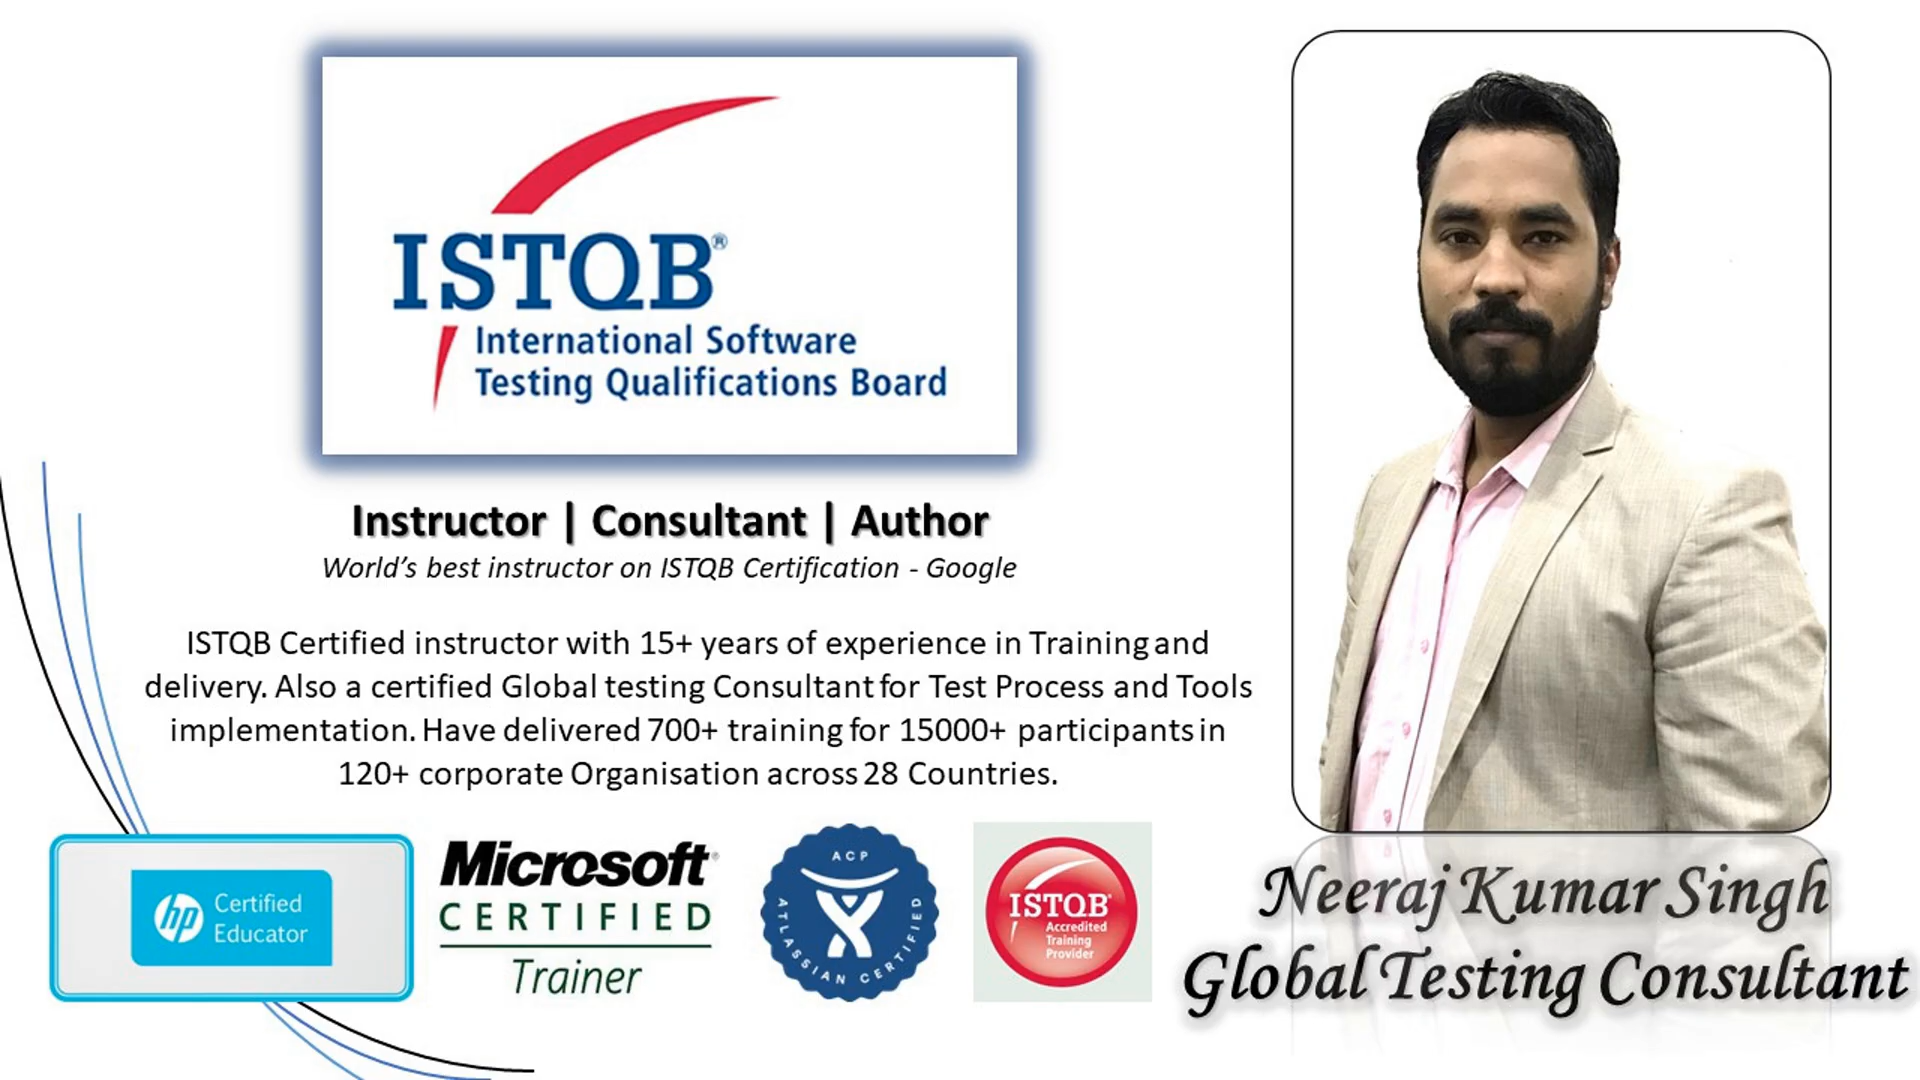 ISTQB®
International Software
Testing Qualifications Board
Instructor | Consultant | Author
World's best instructor on ISTQB Certification - Google
ISTQB Certified instructor with 15+ years of experience in Training and
delivery. Also a certified Global testing Consultant for Test Process and Tools
implementation. Have delivered 700+ training for 15000+ participants in
120+ corporate Organisation across 28 Countries.
hp
Certified
Educator
Microsoft®
CERTIFIED
Trainer
ACP
ATLASSIAN CERTIFIED
ISTQB®
Accredited
Training
Provider
Neeraj Kumar Singh
Global Testing Consultant